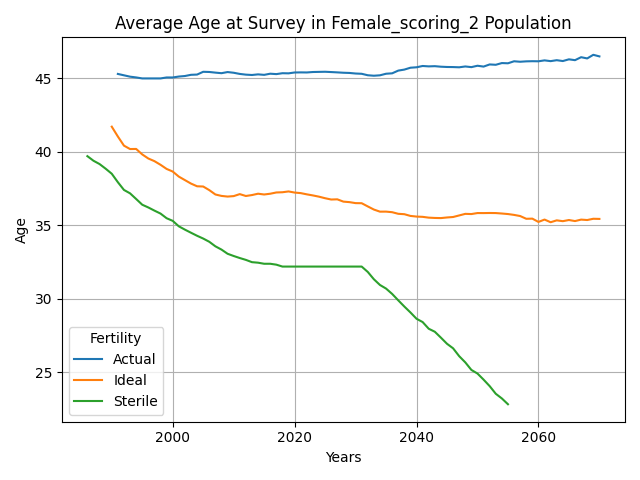 Average Age at Survey in Female_scoring_2 Population
Age
45
40
35
30
25
Fertility
Actual
Ideal
Sterile
2000
2020
2040
2060
Years